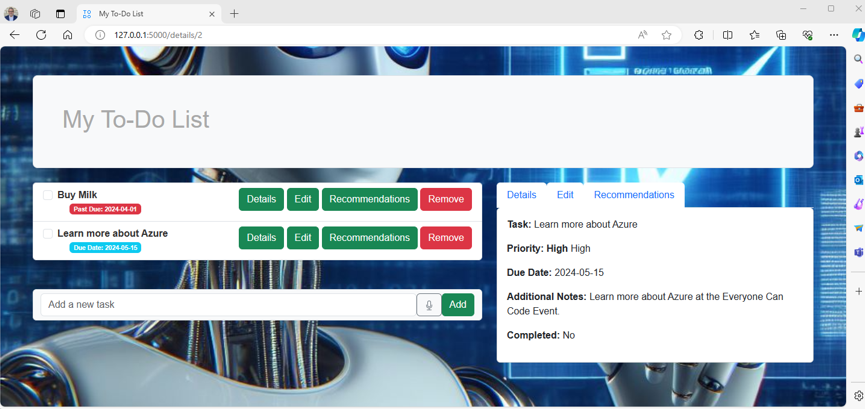 My To-Do List
127.0.0.1:5000/details/2
My To-Do List
Buy Milk
Details Edit Recommendations Remove
Past Due: 2024-04-01
Learn more about Azure
Details Edit Recommendations Remove
Due Date: 2024-05-15
Add a new task
Add
Details Edit Recommendations
Task: Learn more about Azure
Priority: High High
Due Date: 2024-05-15
Additional Notes: Learn more about Azure at the Everyone Can
Code Event.
Completed: No